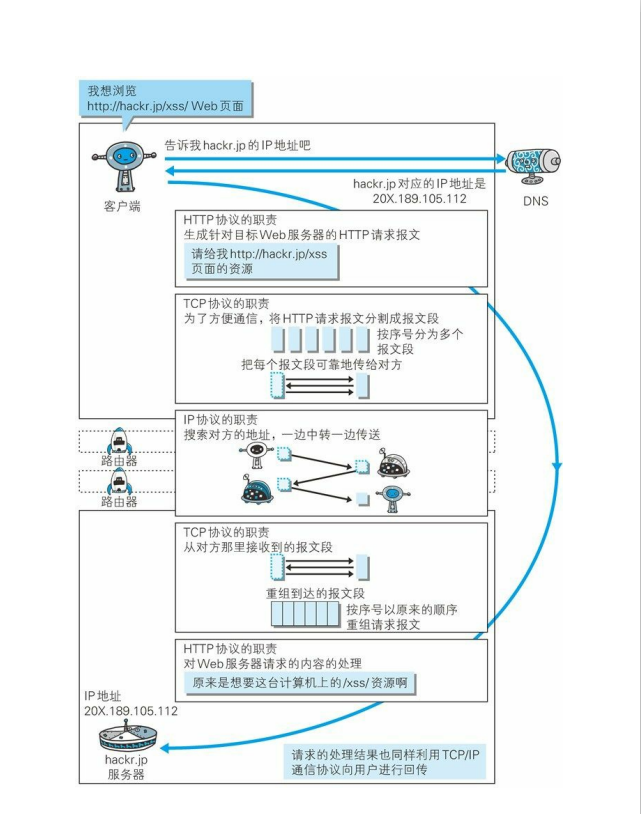 我想浏览
http://hackr.jp/xss/ Web页面
告诉我hackr.jp的IP地址吧
hackr.jp 对应的IP地址是
20X.189.105.112
客户端
DNS
HTTP协议的职责
生成针对目标Web服务器的HTTP请求报文
请给我http://hackr.jp/xss
页面的资源
TCP协议的职责
为了方便通信，将HTTP请求报文分割成报文段
按序号分为多个
报文段
把每个报文段可靠地传给对方
IP协议的职责
搜索对方的地址，一边中转一边传送
路由器
路由器
TCP协议的职责
从对方那里接收到的报文段
重组到达的报文段
按序号以原来的顺序
重组请求报文
HTTP协议的职责
对Web服务器请求的内容的处理
原来是想要这台计算机上的/xss/资源啊
IP地址
20X.189.105.112
hackr.jp
服务器
请求的处理结果也同样利用TCP/IP
通信协议向用户进行回传